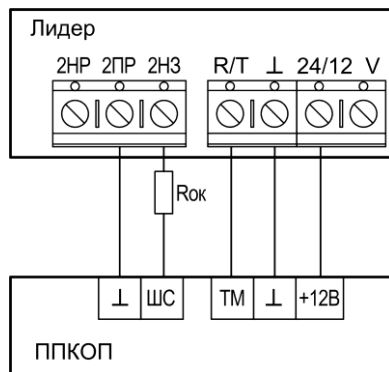 Лидер
2НР 2ПР 2НЗ R/T ⊥ 24/12 V
Rок
⊥ ШС ТМ ⊥ +12В
ППКОП